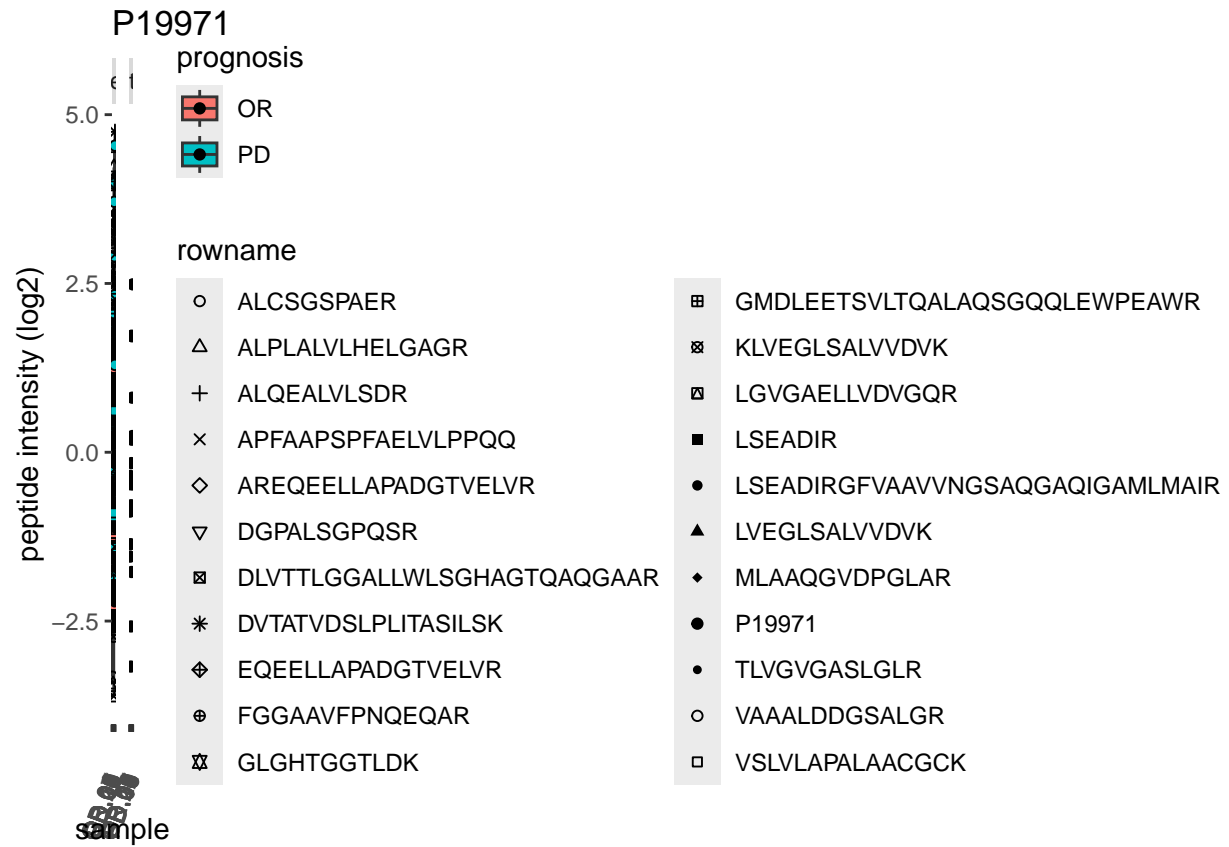 P19971
prognosis
OR
PD
5.0
2.5
0.0
−2.5
peptide intensity (log2)
sample
rowname
ALCSGSPAER
ALPLALVLHELGAGR
ALQEALVLSDR
APFAAPSPFAELVLPPQQ
AREQEELLAPADGTVELVR
DGPALSGPQSR
DLVTTLGGALLWLSGHAGTQAQGAAR
DVTATVDSLPLITASILSK
EQEELLAPADGTVELVR
FGGAAVFPNQEQAR
GLGHTGGTLDK
GMDLEETSVLTQALAQSGQQLEWPEAWR
KLVEGLSALVVDVK
LGVGAELLVDVGQR
LSEADIR
LSEADIRGFVAAVVNGSAQGAQIGAMLMAIR
LVEGLSALVVDVK
MLAAQGVDPGLAR
P19971
TLVGVGASLGLR
VAAALDDGSALGR
VSLVLAPALAACGCK